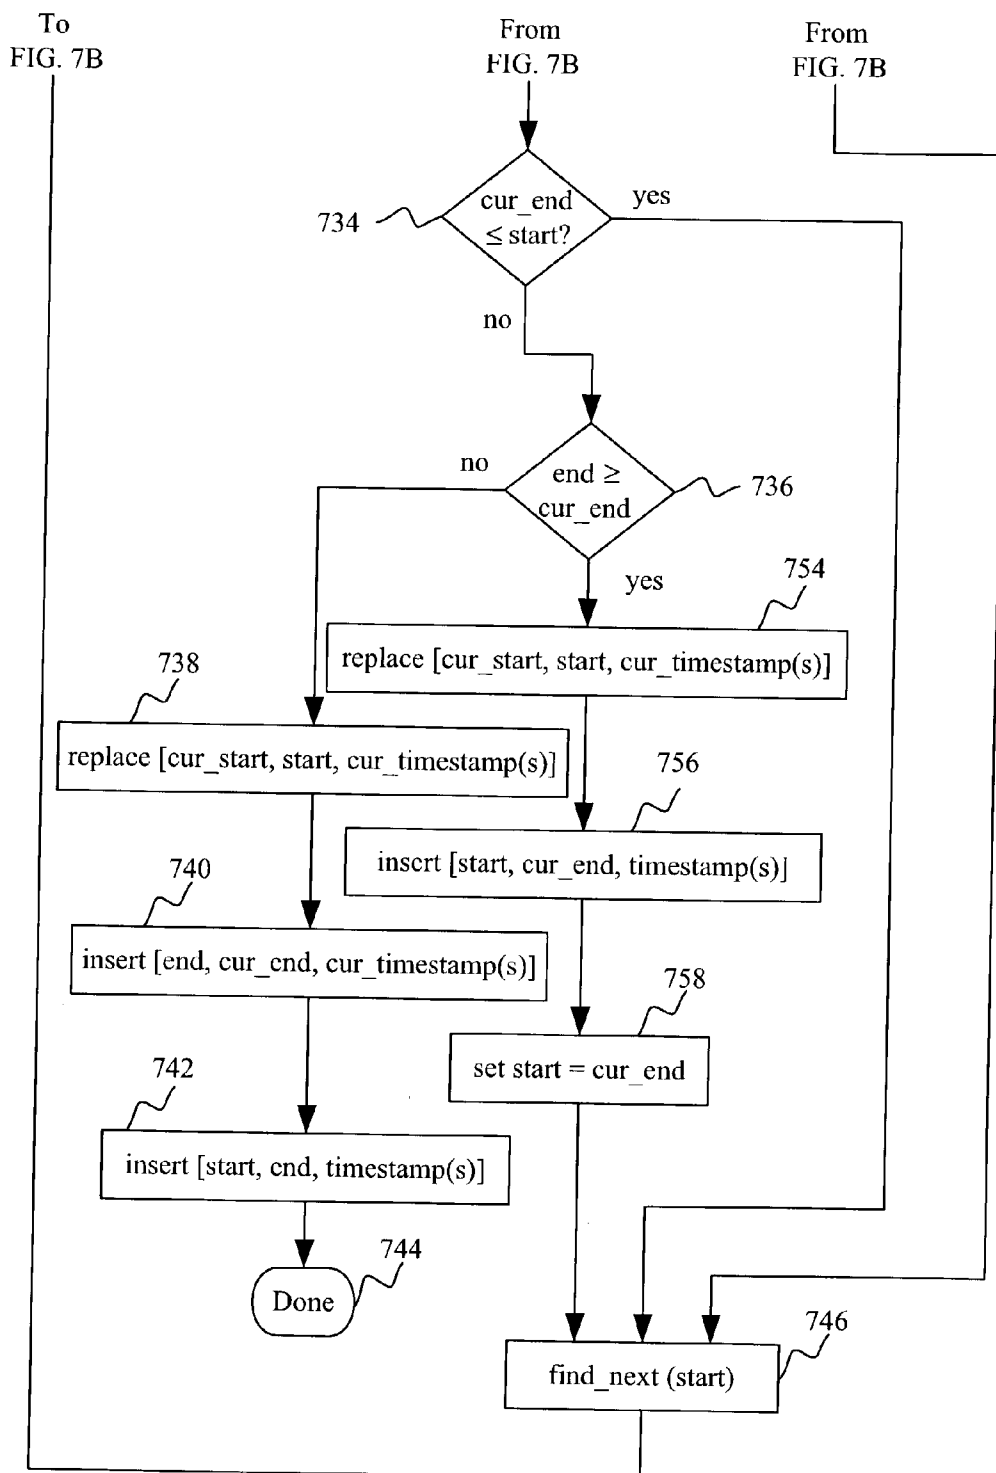 To
FIG. 7B
From
FIG. 7B
From
FIG. 7B
cur_end
≤ start?
yes
734
no
no
end ≥
cur_end
736
yes
754
replace [cur_start, start, cur_timestamp(s)]
738
replace [cur_start, start, cur_timestamp(s)]
756
insert [start, cur_end, timestamp(s)]
740
insert [end, cur_end, cur_timestamp(s)]
758
set start = cur_end
742
insert [start, end, timestamp(s)]
744
Done
746
find_next (start)